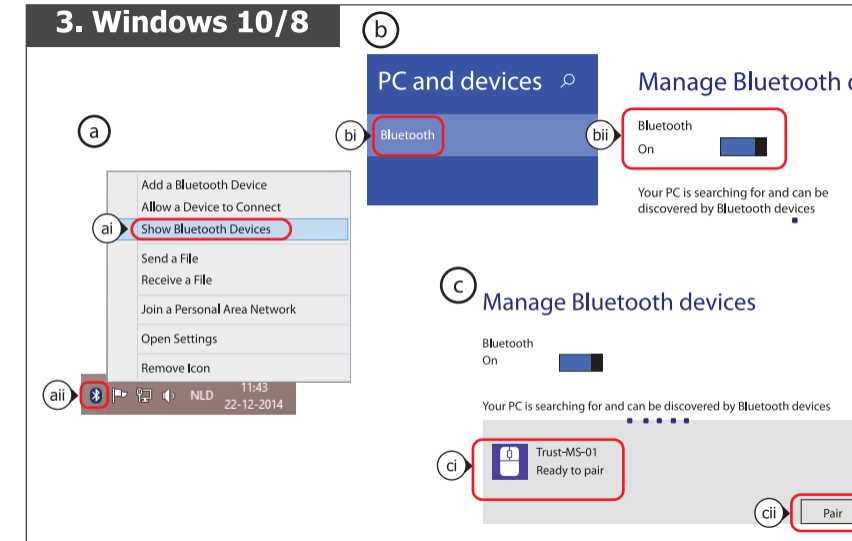 3. Windows 10/8
a
Add a Bluetooth Device
Allow a Device to Connect
ai
Show Bluetooth Devices
Send a File
Receive a File
Join a Personal Area Network
Open Settings
Remove Icon
aii
NLD
11:43
22-12-2014
b
PC and devices
bi
Bluetooth
Manage Bluetooth
bii
Bluetooth
On
Your PC is searching for and can be
discovered by Bluetooth devices
c
Manage Bluetooth devices
Bluetooth
On
Your PC is searching for and can be discovered by Bluetooth devices
ci
Trust-MS-01
Ready to pair
cii
Pair